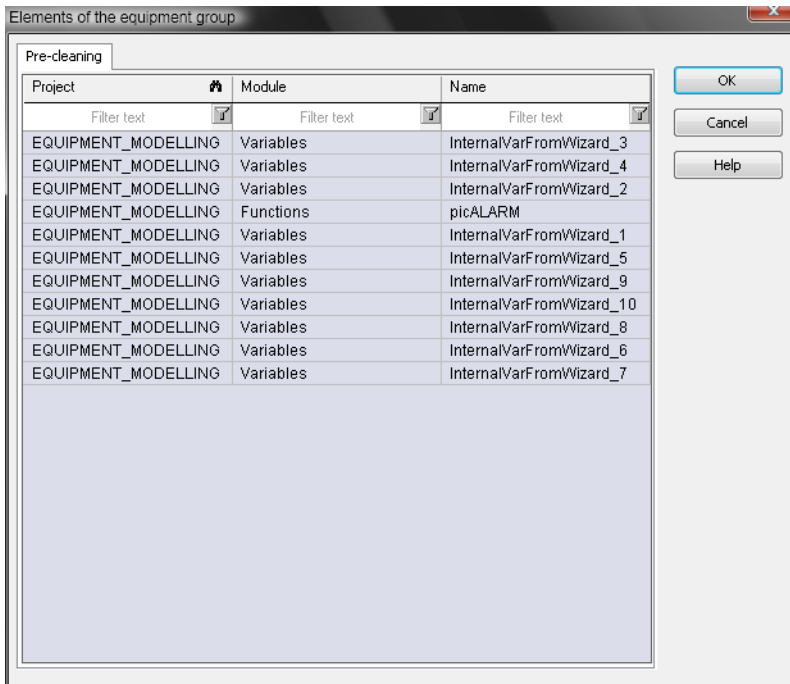 Elements of the equipment group
Pre-cleaning
Project Module Name
Filter text Filter text Filter text
EQUIPMENT_MODELLING Variables InternalVarFromWizard_3
EQUIPMENT_MODELLING Variables InternalVarFromWizard_4
EQUIPMENT_MODELLING Variables InternalVarFromWizard_2
EQUIPMENT_MODELLING Functions picALARM
EQUIPMENT_MODELLING Variables InternalVarFromWizard_1
EQUIPMENT_MODELLING Variables InternalVarFromWizard_5
EQUIPMENT_MODELLING Variables InternalVarFromWizard_9
EQUIPMENT_MODELLING Variables InternalVarFromWizard_10
EQUIPMENT_MODELLING Variables InternalVarFromWizard_8
EQUIPMENT_MODELLING Variables InternalVarFromWizard_6
EQUIPMENT_MODELLING Variables InternalVarFromWizard_7
OK
Cancel
Help